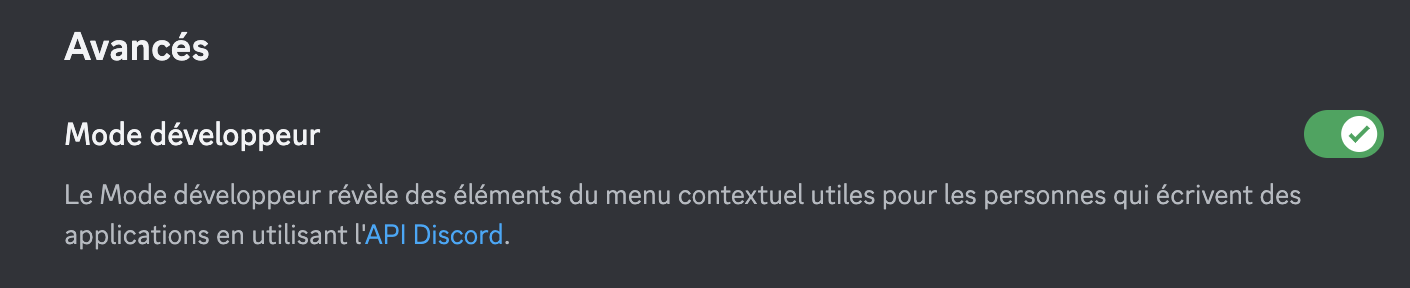 Avancés
Mode développeur
Le Mode développeur révèle des éléments du menu contextuel utiles pour les personnes qui écrivent des
applications en utilisant l'API Discord.